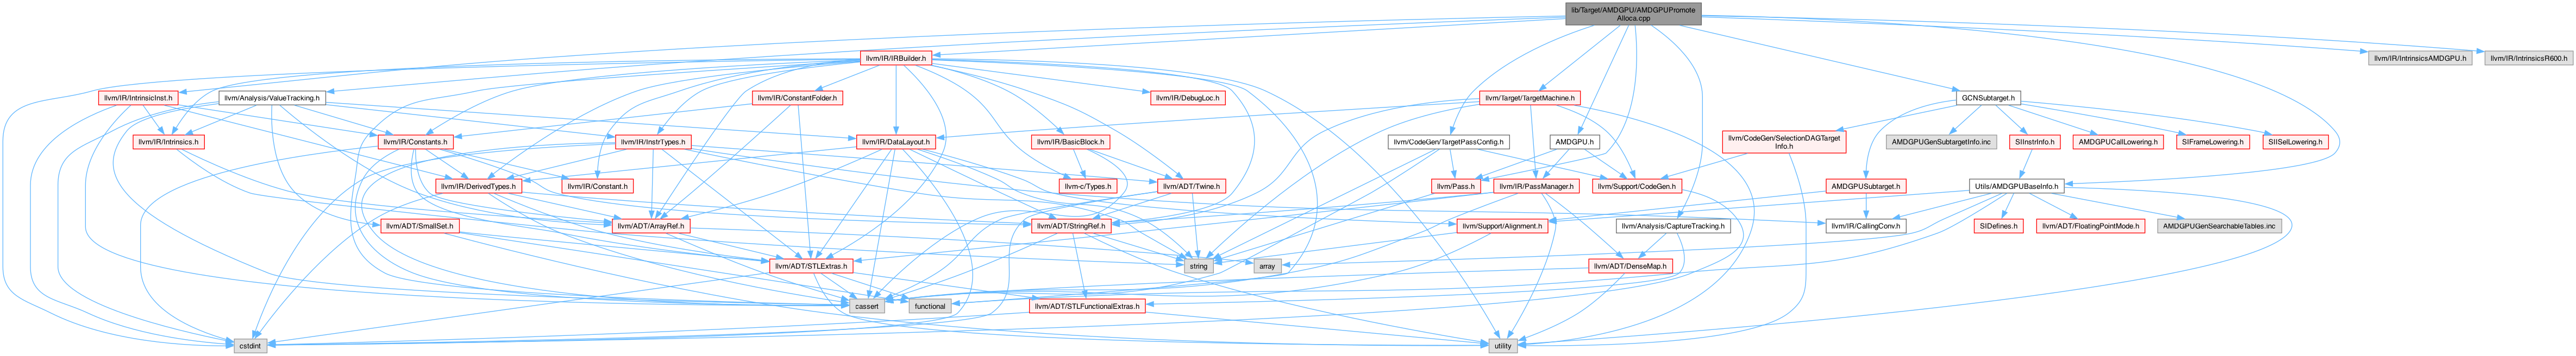 lib/Target/AMDGPU/AMDGPUPromote
Alloca.cpp
llvm/IR/IRBuilder.h
llvm/IR/IntrinsicsAMDGPU.h
llvm/IR/IntrinsicsR600.h
llvm/IR/IntrinsicInst.h
llvm/Analysis/ValueTracking.h
llvm/IR/ConstantFolder.h
llvm/IR/DebugLoc.h
llvm/Target/TargetMachine.h
GCNSubtarget.h
llvm/IR/Intrinsics.h
llvm/IR/Constants.h
llvm/IR/InstrTypes.h
llvm/IR/DataLayout.h
llvm/IR/BasicBlock.h
llvm/CodeGen/TargetPassConfig.h
AMDGPU.h
llvm/CodeGen/SelectionDAGTarget
Info.h
AMDGPUGenSubtargetInfo.inc
SIInstrInfo.h
AMDGPUCallLowering.h
SIFrameLowering.h
SIISelLowering.h
llvm/IR/DerivedTypes.h
llvm/IR/Constant.h
llvm-c/Types.h
llvm/ADT/Twine.h
llvm/Pass.h
llvm/IR/PassManager.h
llvm/Support/CodeGen.h
AMDGPUSubtarget.h
Utils/AMDGPUBaseInfo.h
llvm/ADT/SmallSet.h
llvm/ADT/ArrayRef.h
llvm/ADT/StringRef.h
llvm/Support/Alignment.h
llvm/Analysis/CaptureTracking.h
llvm/IR/CallingConv.h
SIDefines.h
llvm/ADT/FloatingPointMode.h
AMDGPUGenSearchableTables.inc
llvm/ADT/STLExtras.h
string
array
llvm/ADT/DenseMap.h
cassert
functional
llvm/ADT/STLFunctionalExtras.h
cstdint
utility